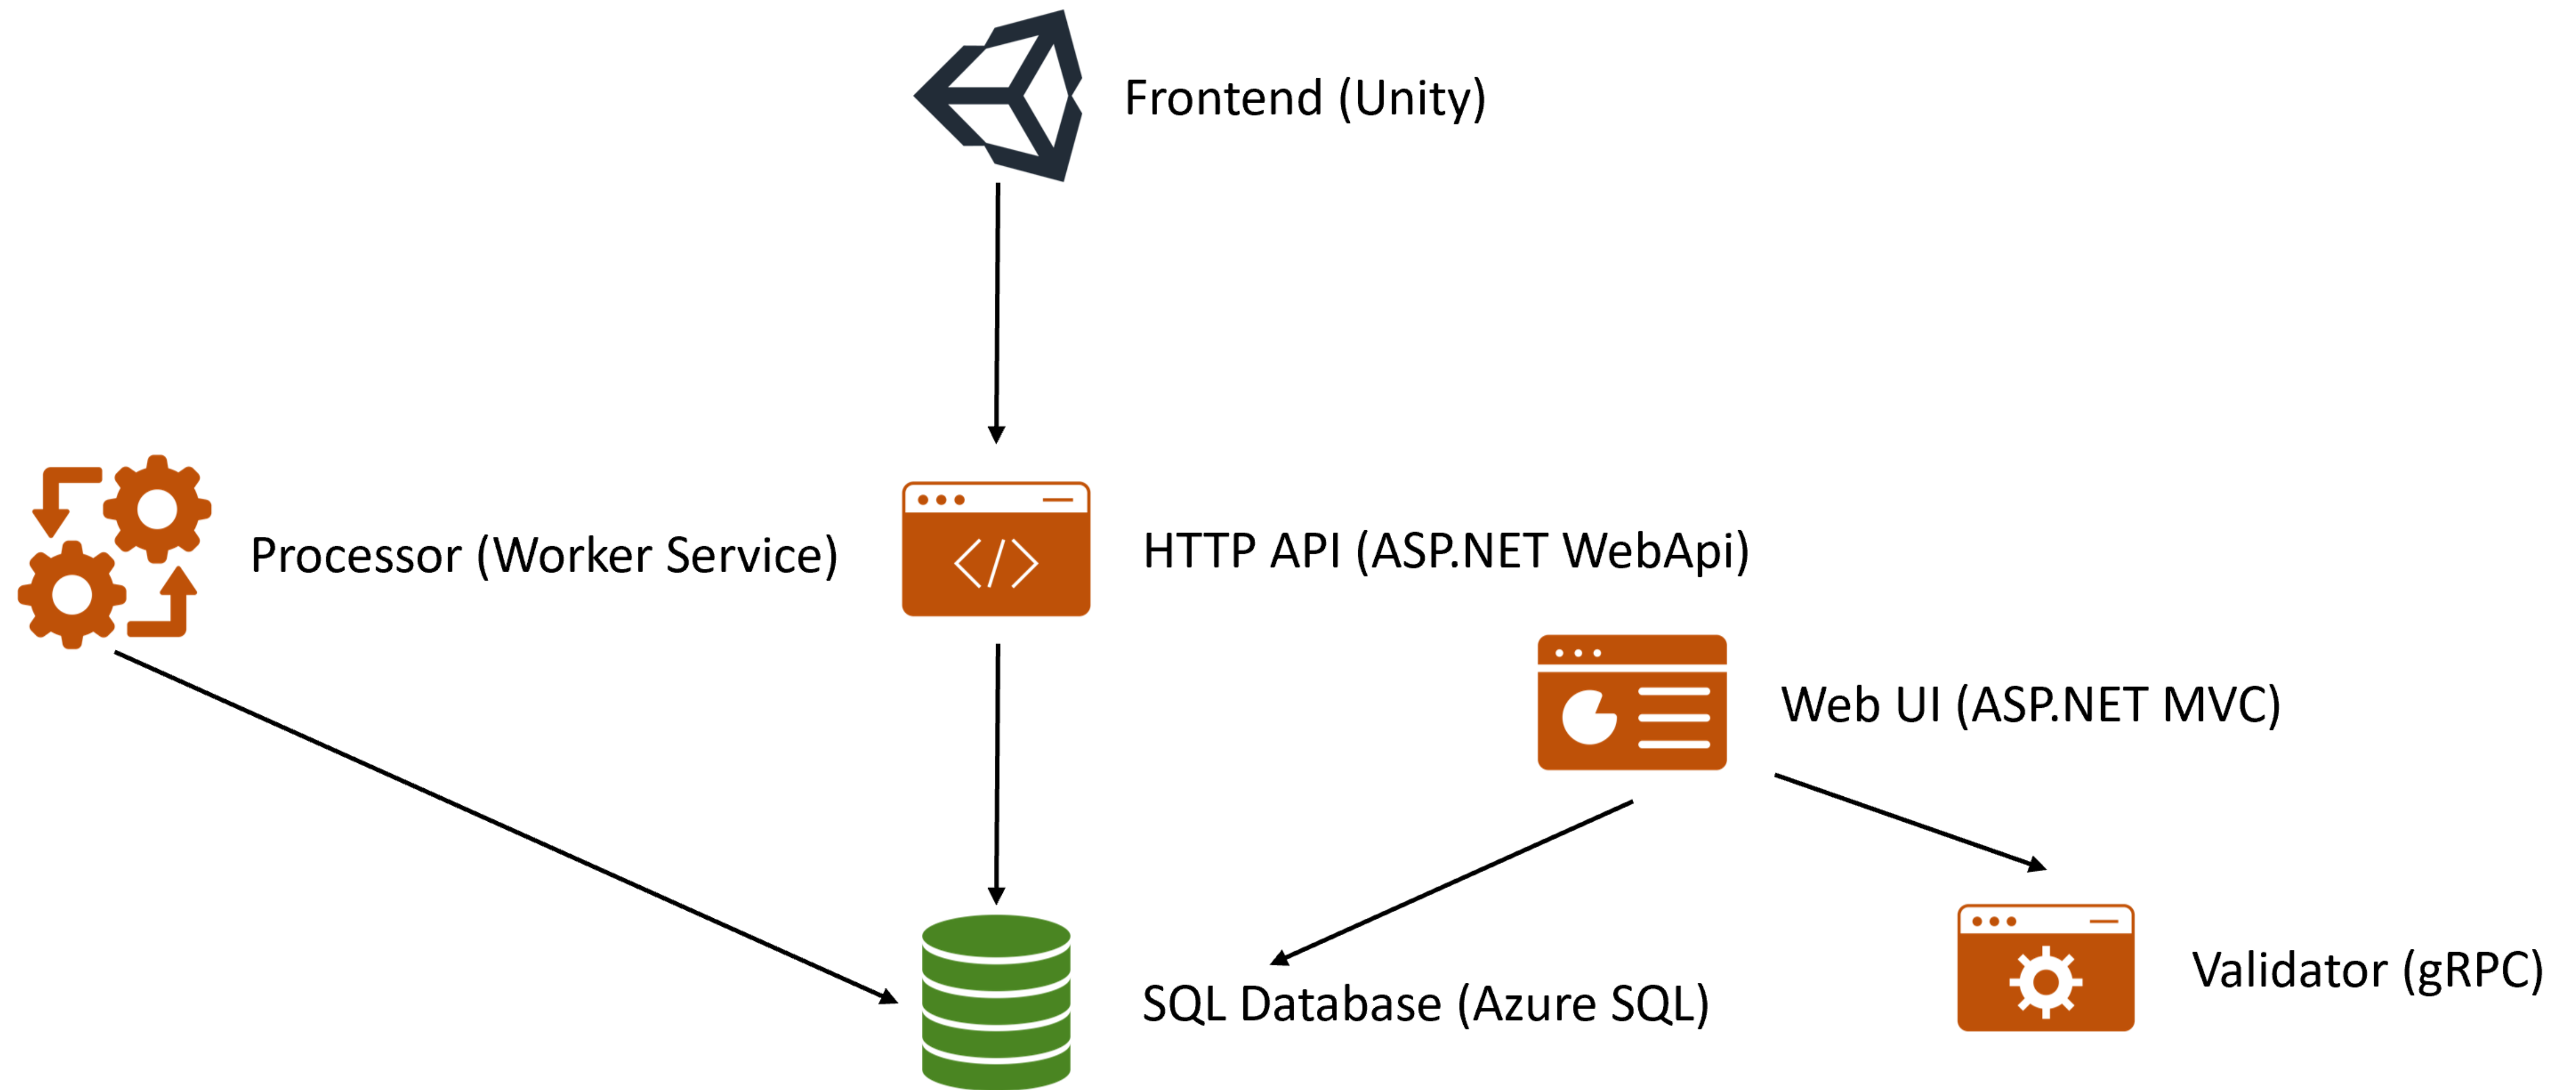 Frontend (Unity)
Processor (Worker Service)
HTTP API (ASP.NET WebApi)
Web UI (ASP.NET MVC)
SQL Database (Azure SQL)
Validator (gRPC)